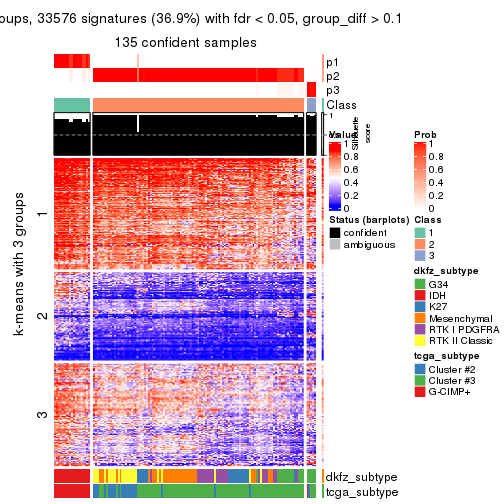 oups, 33576 signatures (36.9%) with fdr < 0.05, group_diff > 0.1
135 confident samples
p1
p2
p3
Class
1
Silhouette
score
k-means with 3 groups
1
2
3
Value
1
0.8
0.6
0.4
0.2
0
Prob
1
0.8
0.6
0.4
0.2
0
Status (barplots)
confident
ambiguous
Class
1
2
3
dkfz_subtype
G34
IDH
K27
Mesenchymal
RTK I PDGFRA
RTK II Classic
tcga_subtype
Cluster #2
Cluster #3
G-CIMP+
dkfz_subtype
tcga_subtype